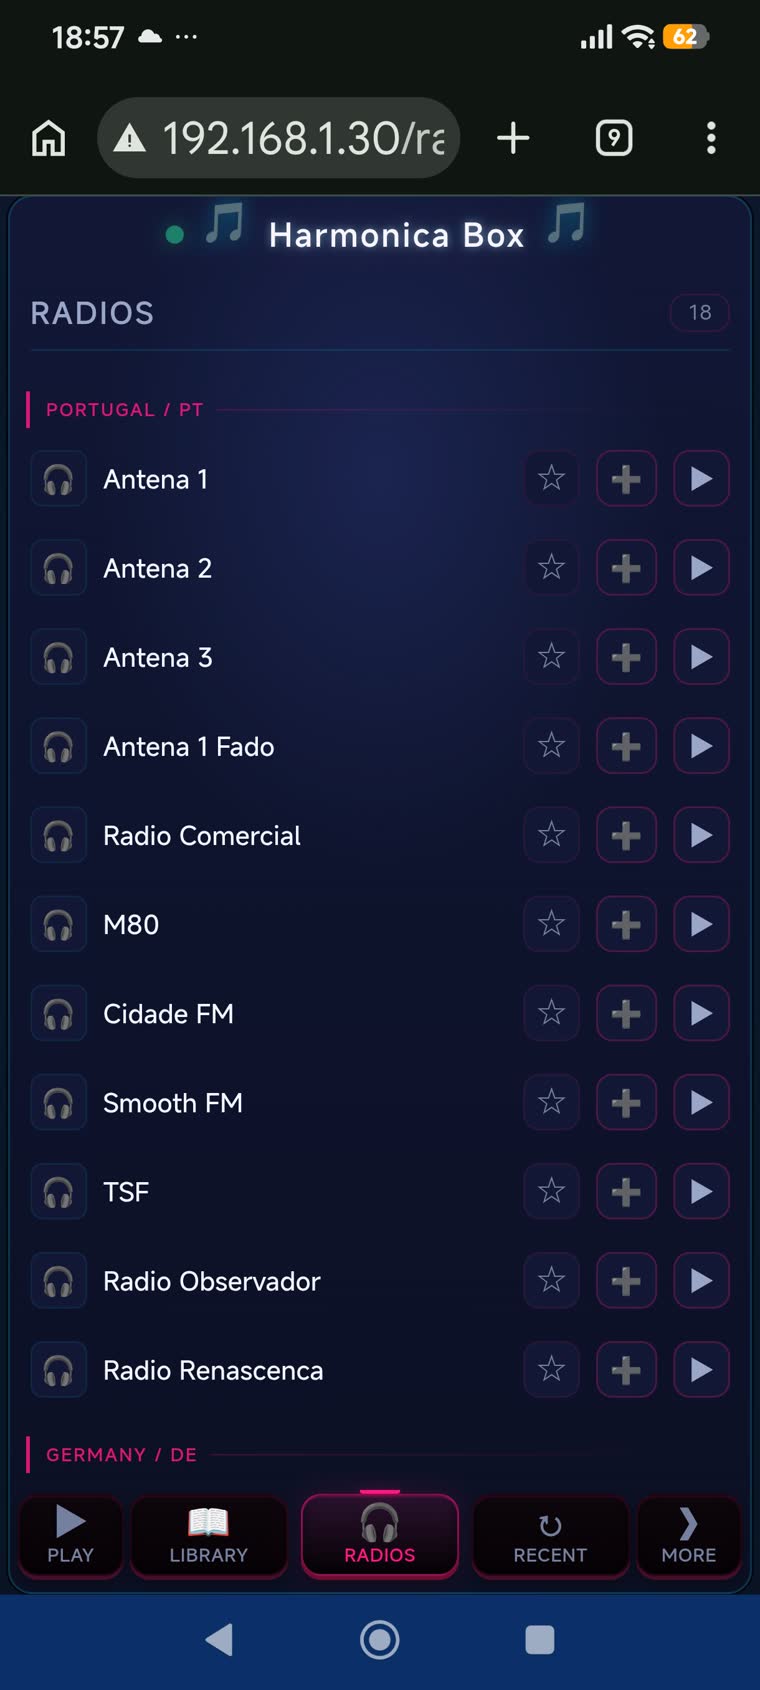 18:57
62
192.168.1.30/ra
9
Harmonica Box
RADIOS
18
PORTUGAL / PT
Antena 1
Antena 2
Antena 3
Antena 1 Fado
Radio Comercial
M80
Cidade FM
Smooth FM
TSF
Radio Observador
Radio Renascenca
GERMANY / DE
PLAY
LIBRARY
RADIOS
RECENT
MORE